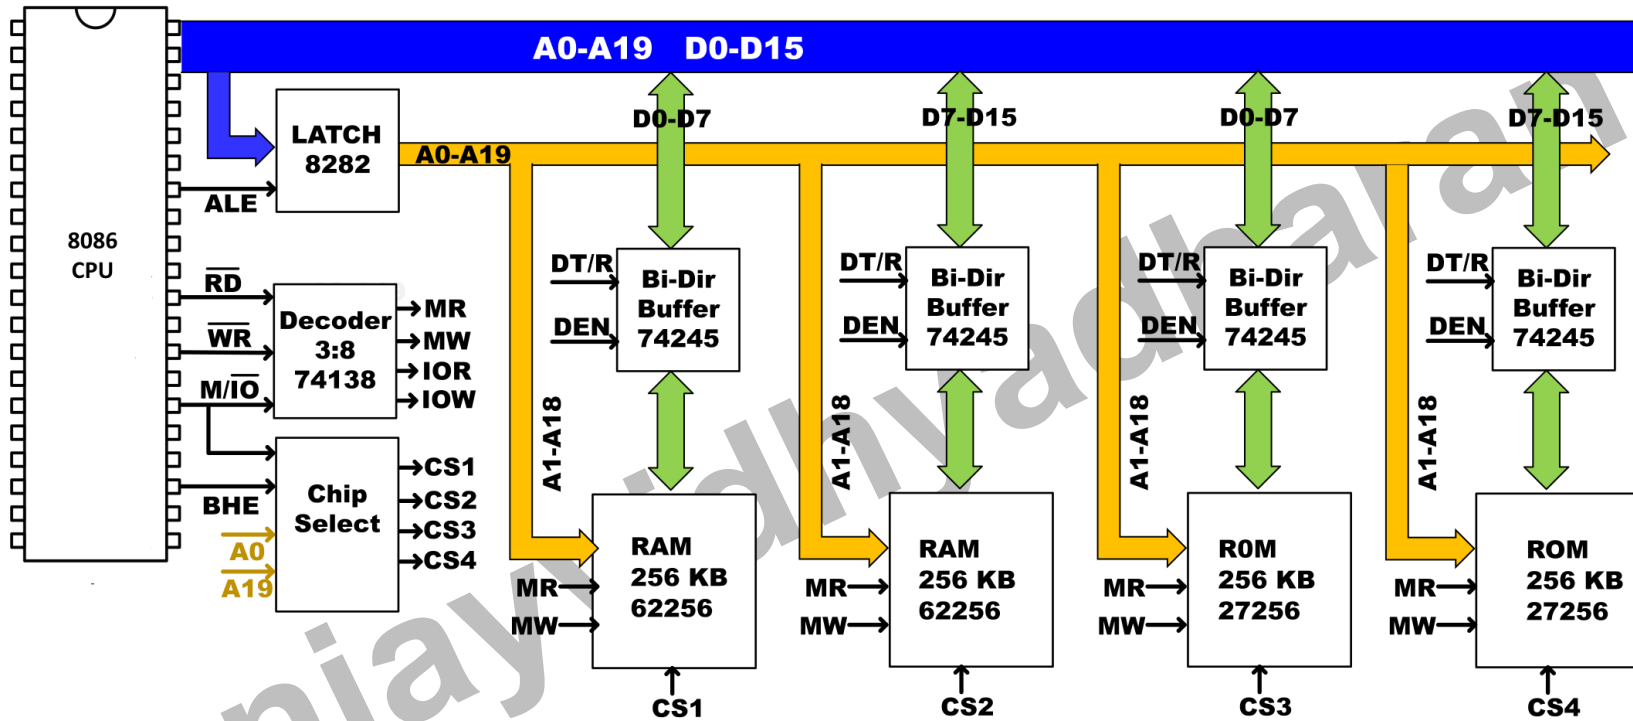 A0-A19 D0-D15
8086
CPU
LATCH
8282
A0-A19
ALE
D0-D7
D7-D15
D0-D7
D7-D15
RD
WR
M/IO
Decoder
3:8
74138
MR
MW
IOR
IOW
BHE
A0
A19
Chip
Select
CS1
CS2
CS3
CS4
DT/R
DEN
Bi-Dir
Buffer
74245
DT/R
DEN
Bi-Dir
Buffer
74245
DT/R
DEN
Bi-Dir
Buffer
74245
DT/R
DEN
Bi-Dir
Buffer
74245
A1-A18
A1-A18
A1-A18
A1-A18
RAM
256 KB
62256
MR
MW
CS1
RAM
256 KB
62256
MR
MW
CS2
R0M
256 KB
27256
MR
MW
CS3
ROM
256 KB
27256
MR
MW
CS4
njayvidhyadharan